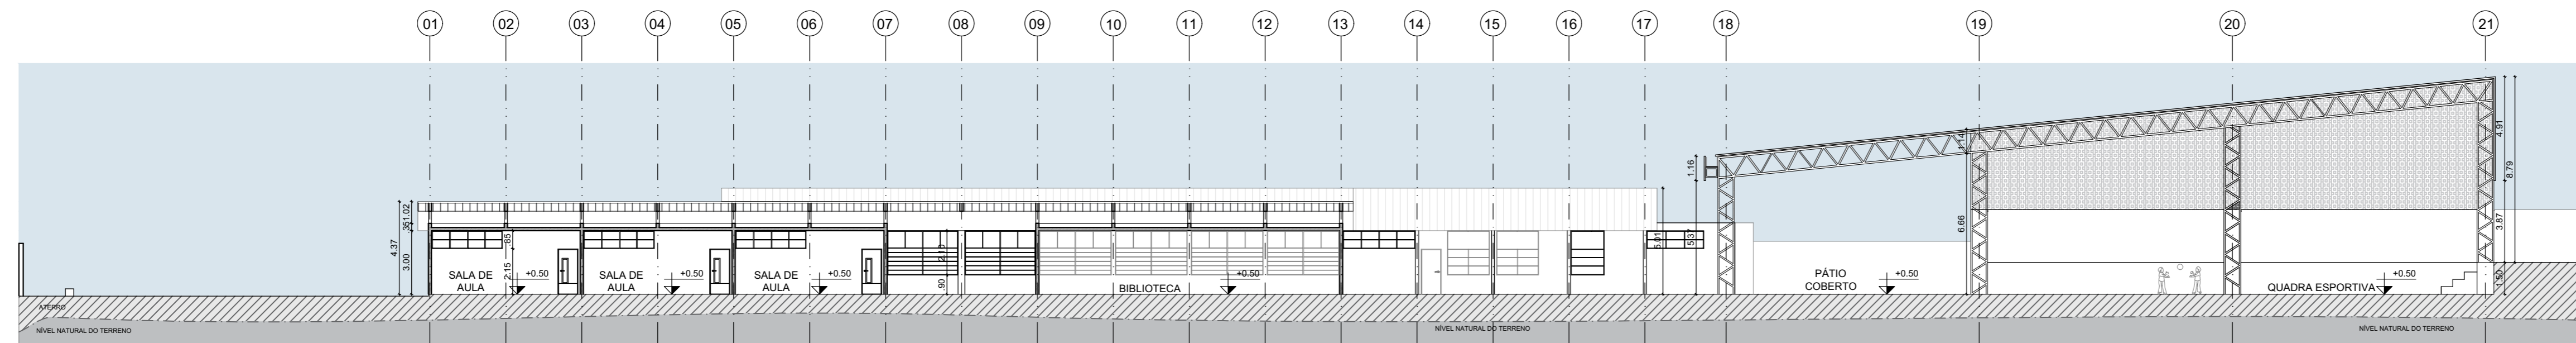 01 02 03 04 05 06 07 08 09 10 11 12 13 14 15 16 17 18 19 20 21
4.91
8.79
1.14
1.16
1.02
.35
4.37
3.00
.85
2.15
2.10
.90
5.01
5.37
6.66
3.87
1.50
SALA DE
AULA
+0.50
SALA DE
AULA
+0.50
SALA DE
AULA
+0.50
BIBLIOTECA
+0.50
PÁTIO
COBERTO
+0.50
QUADRA ESPORTIVA
+0.50
ATERRO
NÍVEL NATURAL DO TERRENO
NÍVEL NATURAL DO TERRENO
NÍVEL NATURAL DO TERRENO